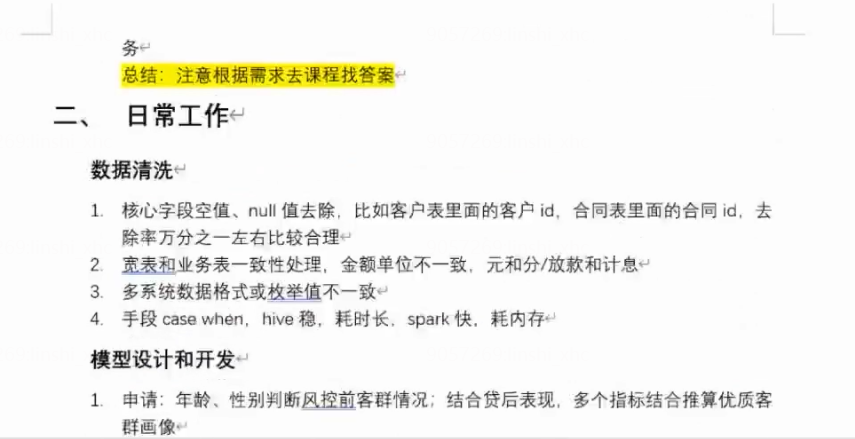 务
总结：注意根据需求去课程找答案
二、 日常工作
数据清洗
1. 核心字段空值、null 值去除，比如客户表里面的客户 id，合同表里面的合同 id，去
除率万分之一左右比较合理
2. 宽表和业务表一致性处理，金额单位不一致，元和分/放款和计息
3. 多系统数据格式或枚举值不一致
4. 手段 case when，hive 稳，耗时长，spark 快，耗内存
模型设计和开发
1. 申请：年龄、性别判断风控前客群情况；结合贷后表现，多个指标结合推算优质客
群画像